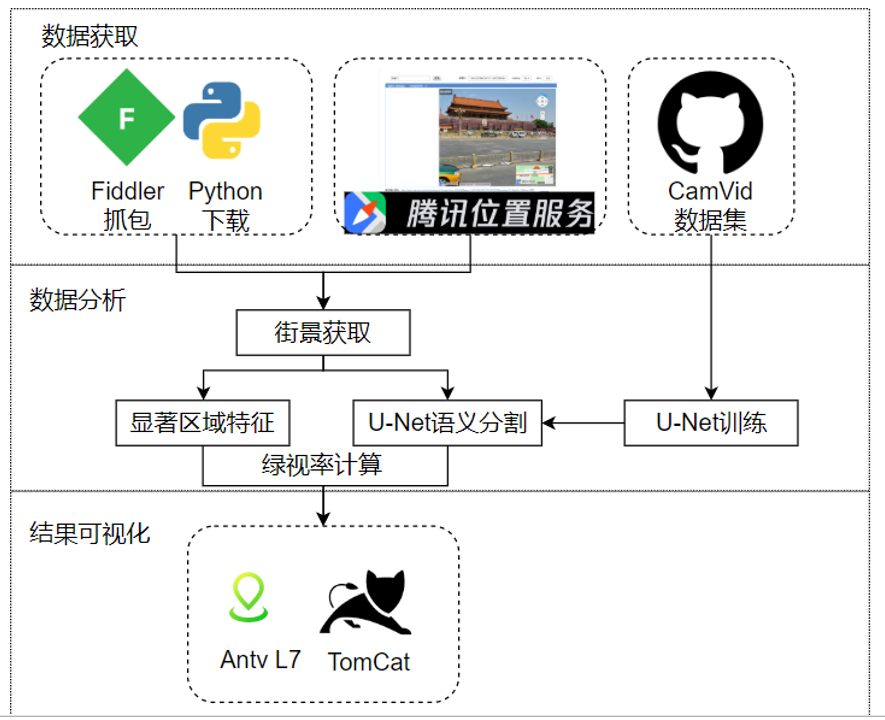 数据获取
F
Fiddler
抓包
Python
下载
腾讯位置服务
CamVid
数据集
数据分析
街景获取
显著区域特征
U-Net语义分割
U-Net训练
绿视率计算
结果可视化
Antv L7
TomCat